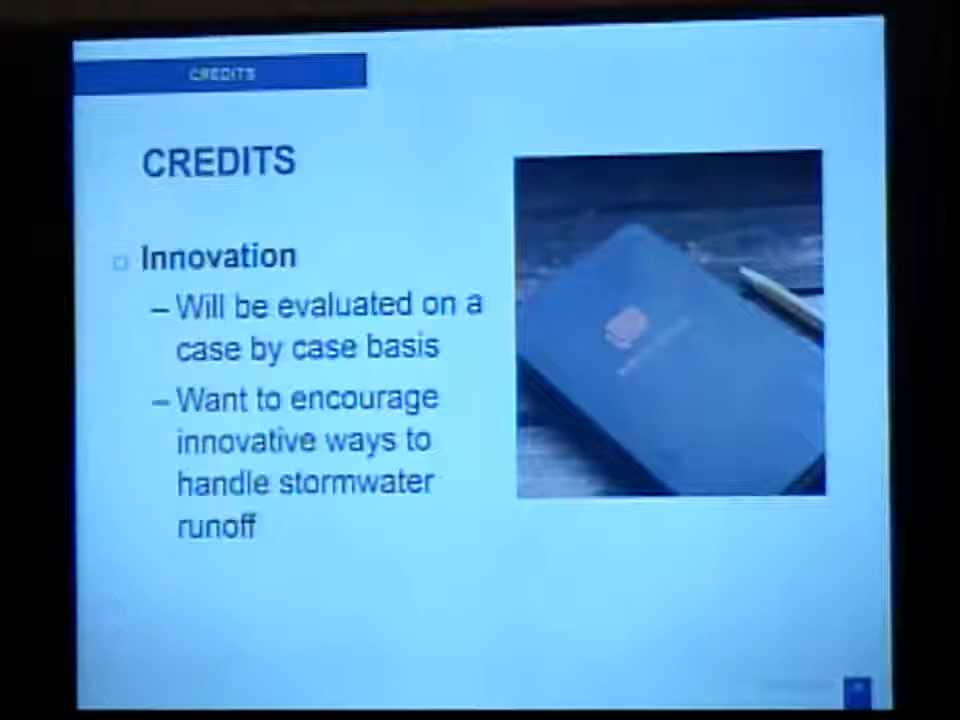 CREDITS
CREDITS
Innovation
– Will be evaluated on a
case by case basis
– Want to encourage
innovative ways to
handle stormwater
runoff